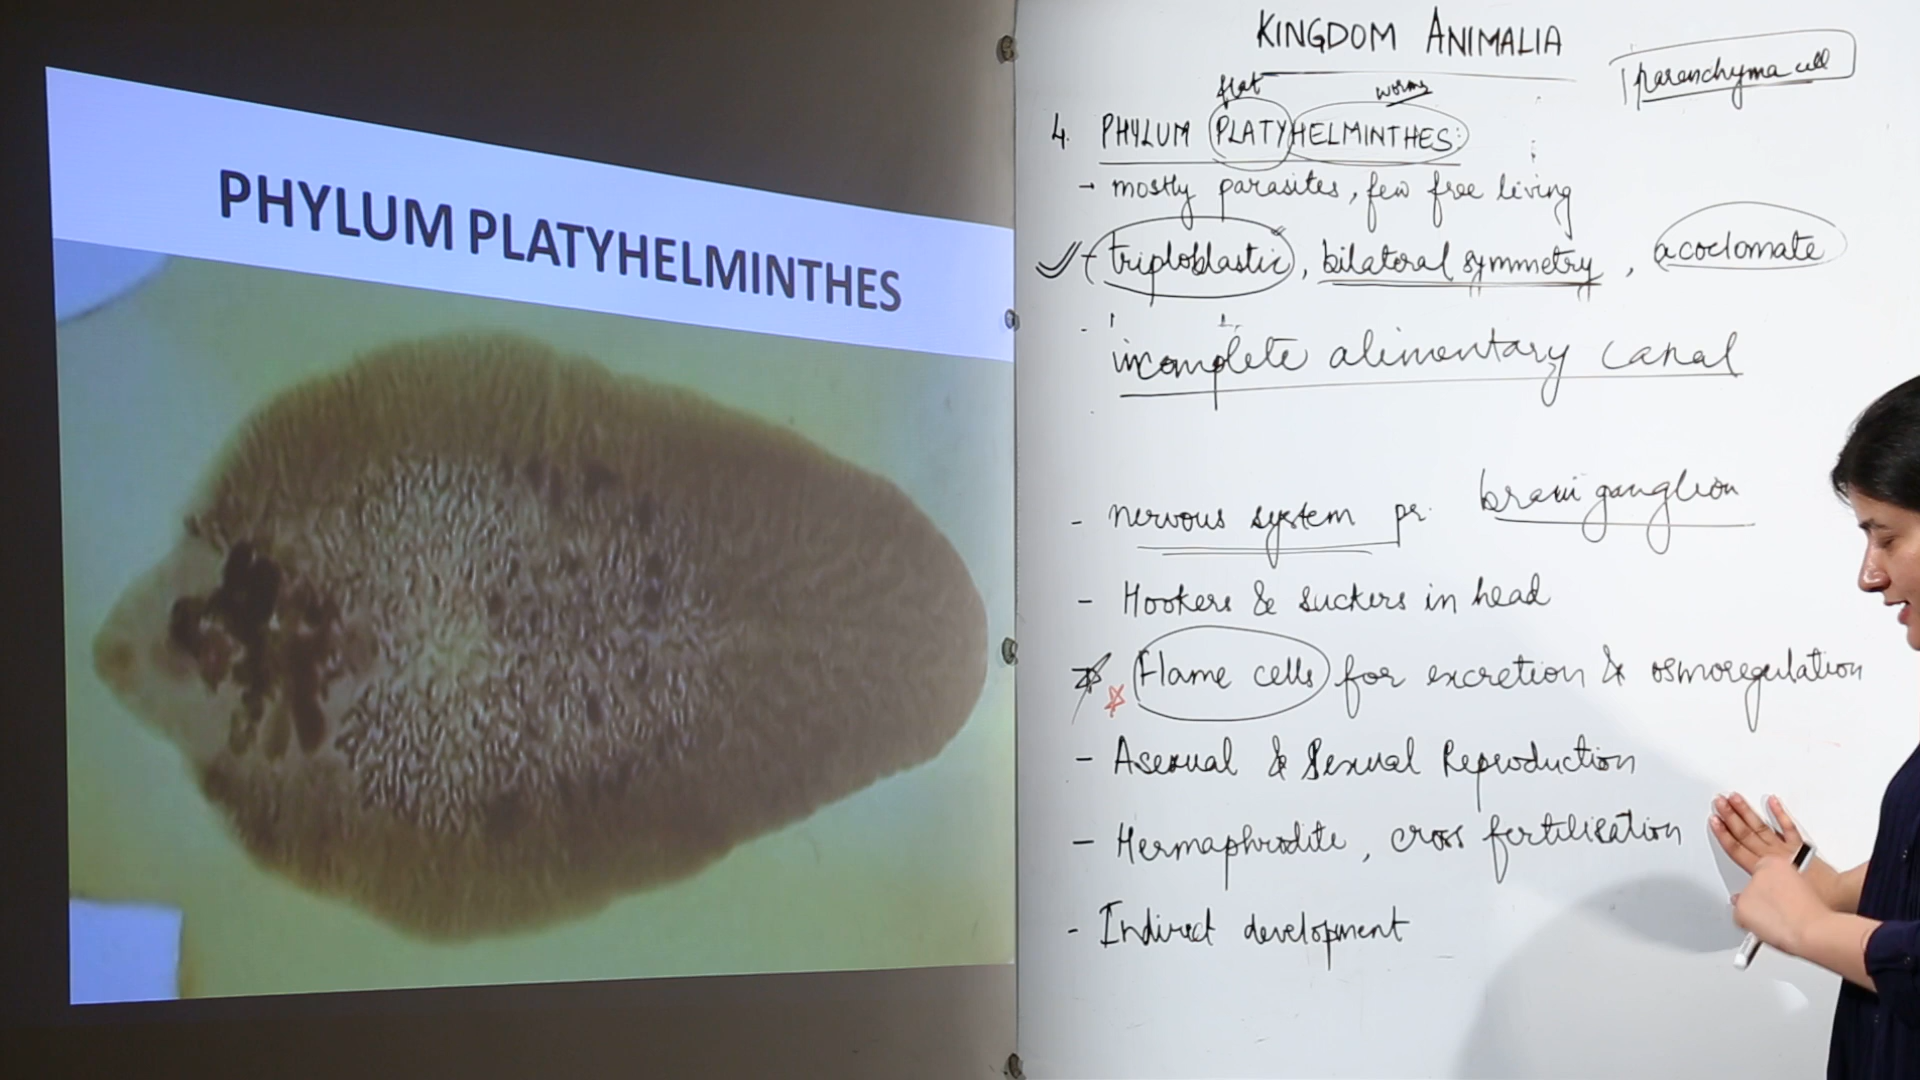 PHYLUM PLATYHELMINTHES
KINGDOM ANIMALIA
parenchyma cell
flat worms
4. PHYLUM PLATYHELMINTHES:
→ mostly parasites, few free living
triploblastic, bilateral symmetry, acoelomate
incomplete alimentary canal
- nervous system pr. brain ganglion
- Hookers & suckers in head
Flame cells for excretion & osmoregulation
- Asexual & Sexual Reproduction
- Hermaphrodite, cross fertilisation
- Indirect development